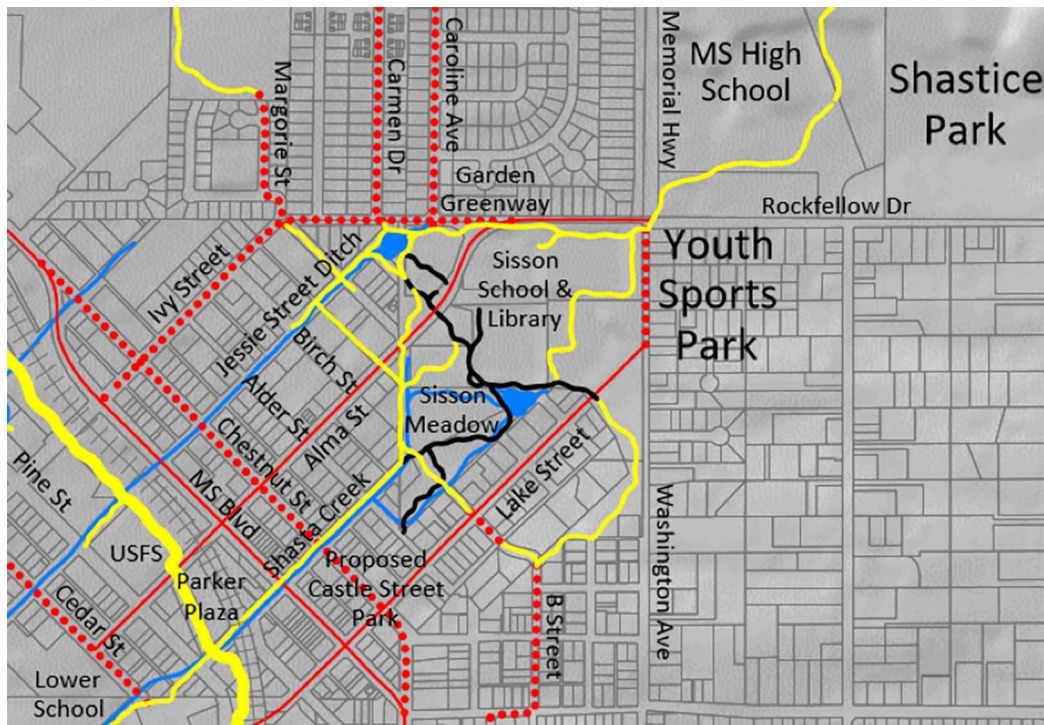 Margorie St
Carmen Dr
Caroline Ave
Memorial
Hwy
MS High
School
Shastice
Park
Garden
Greenway
Rockfellow Dr
Ivy Street
Jessie Street Ditch
Sisson
School &
Library
Youth
Sports
Park
Birch St
Alder St
Alma St
Sisson
Meadow
Chestnut St
MS Blvd
Pine St
Lake Street
Shasta Creek
Washington Ave
USFS
Parker
Plaza
Proposed
Castle Street
Park
Cedar St
B Street
Lower
School